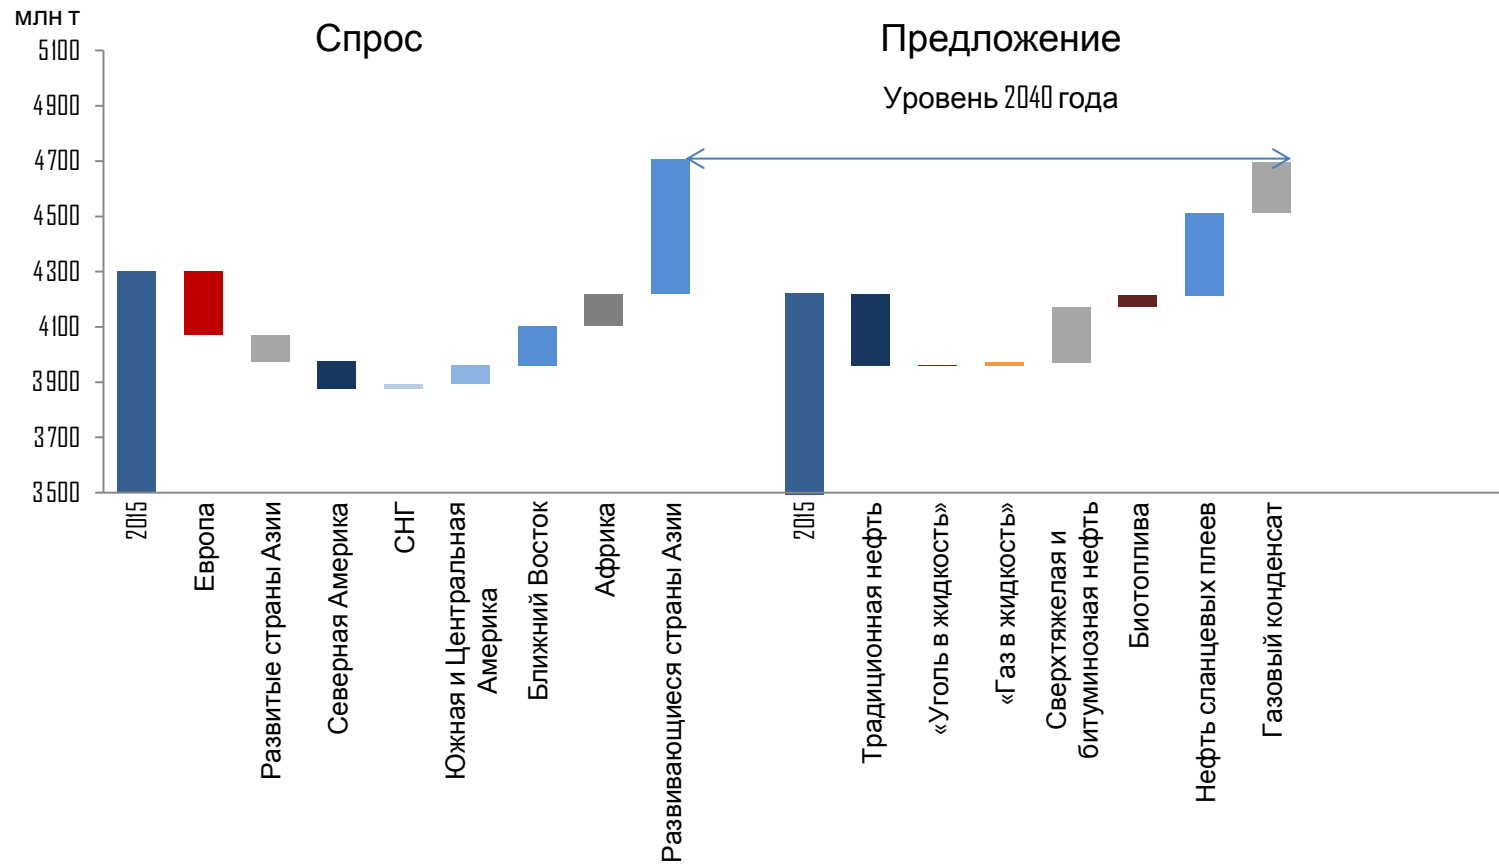 млн т
Спрос
Предложение
Уровень 2040 года
5100
4900
4700
4500
4300
4100
3900
3700
3500
2015
Европа
Развитые страны Азии
Северная Америка
СНГ
Южная и Центральная
Америка
Ближний Восток
Африка
Развивающиеся страны Азии
2015
Традиционная нефть
«Уголь в жидкость»
«Газ в жидкость»
Сверхтяжелая и
битуминозная нефть
Биотоплива
Нефть сланцевых плеев
Газовый конденсат